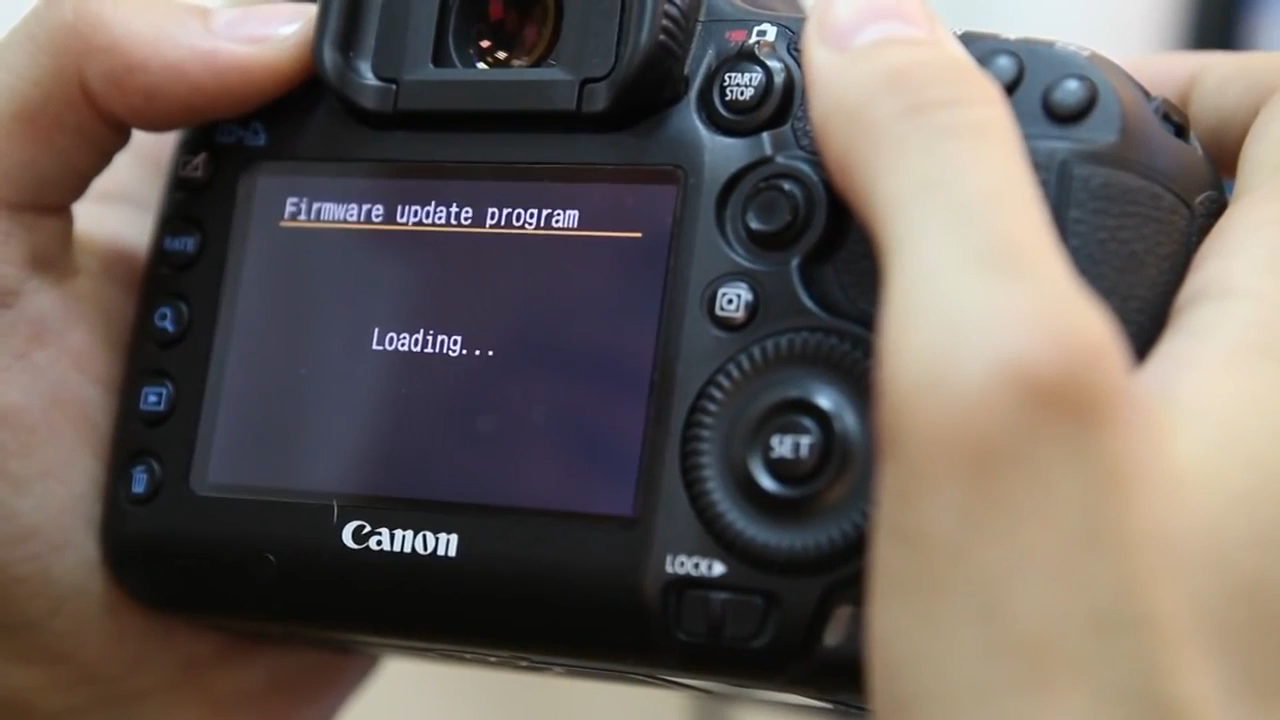 START/
STOP
Firmware update program
RATE
Loading...
SET
Canon
LOCK▶